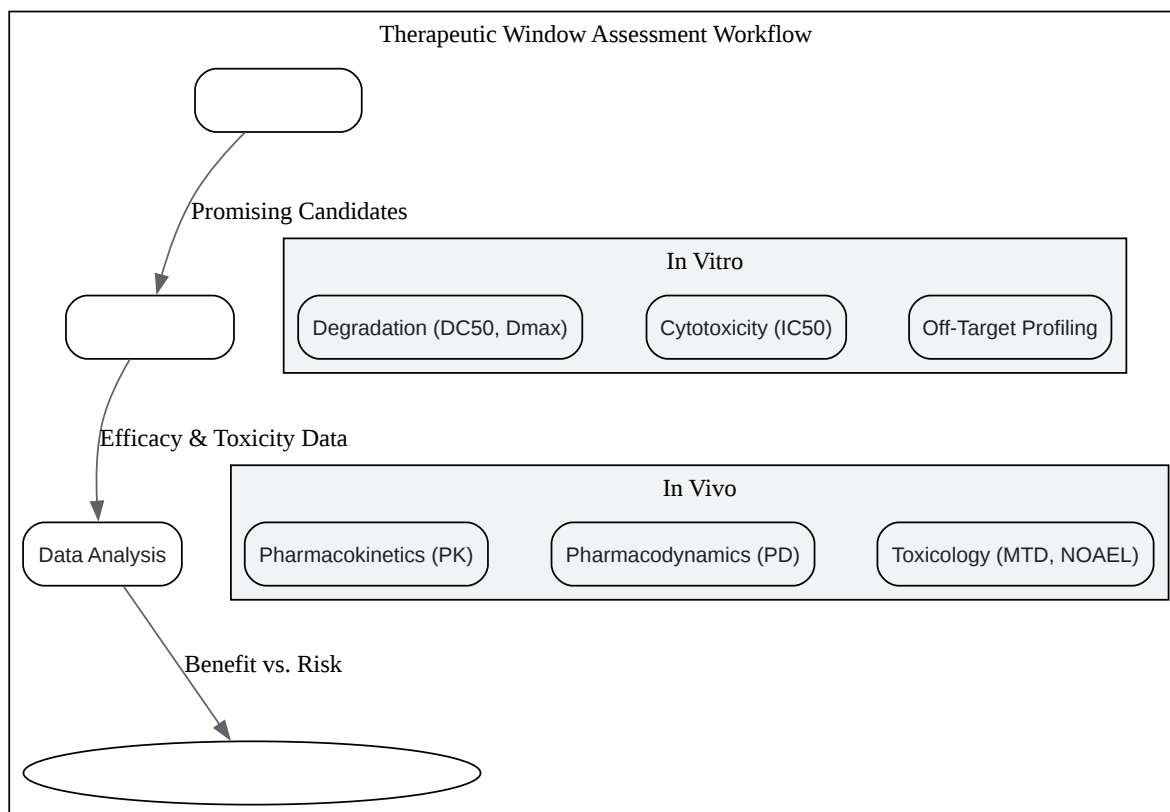 Therapeutic Window Assessment Workflow
Promising Candidates
In Vitro
Degradation (DC50, Dmax)
Cytotoxicity (IC50)
Off-Target Profiling
Efficacy & Toxicity Data
In Vivo
Data Analysis
Pharmacokinetics (PK)
Pharmacodynamics (PD)
Toxicology (MTD, NOAEL)
Benefit vs. Risk